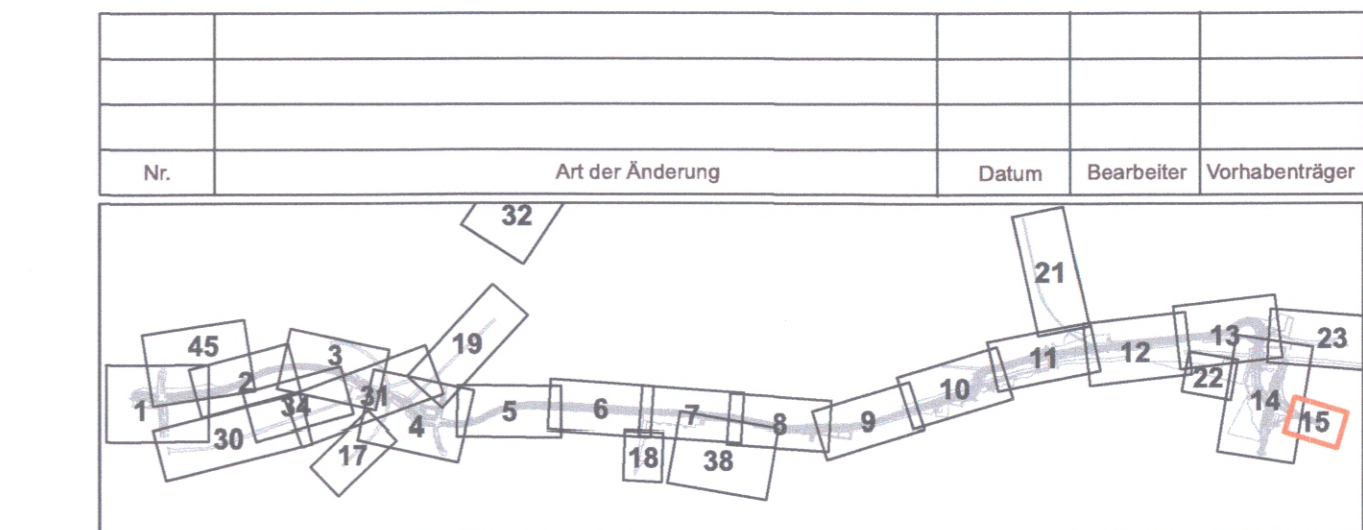 Nr. Art der Änderung Datum Bearbeiter Vorhabenträger
32
21
45 3 19 13 23
1 2 34 31 4 5 6 7 8 9 10 11 12 22 14 15
30 17 18 38